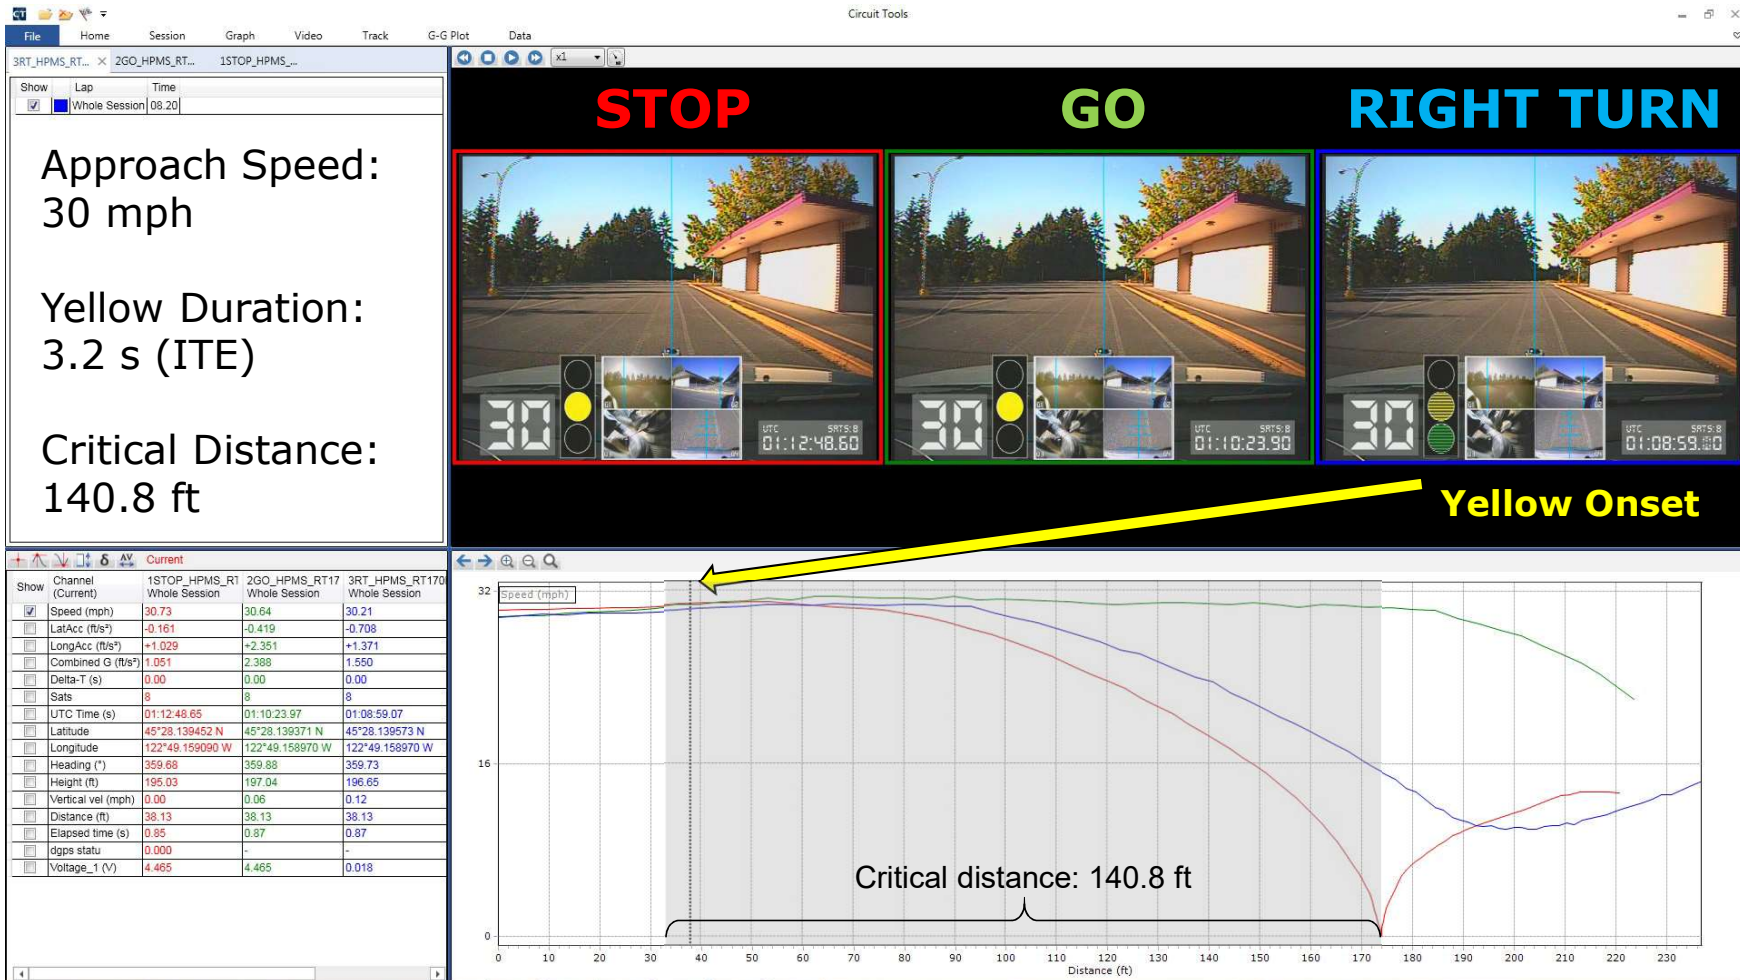 CT
Circuit Tools
File Home Session Graph Video Track G-G Plot Data
3RT_HPMS_RT... × 2GO_HPMS_RT... 1STOP_HPMS_...
x1
Show Lap Time
Whole Session 08.20
Approach Speed:
30 mph
Yellow Duration:
3.2 s (ITE)
Critical Distance:
140.8 ft
STOP GO RIGHT TURN
30 UTC SATS:8 01:12:48.60
30 UTC SATS:8 01:10:23.90
30 UTC SATS:8
Yellow Onset
δ Current
Show Channel (Current) 1STOP_HPMS_RT Whole Session 2GO_HPMS_RT17 Whole Session 3RT_HPMS_RT170 Whole Session
Speed (mph) 30.73 30.64 30.21
LatAcc (ft/s²) -0.161 -0.419 -0.708
LongAcc (ft/s²) +1.029 +2.351 +1.371
Combined G (ft/s²) 1.051 2.388 1.550
Delta-T (s) 0.00 0.00 0.00
Sats 8 8 8
UTC Time (s) 01:12:48.65 01:10:23.97 01:08:59.07
Latitude 45°28.139452 N 45°28.139371 N 45°28.139573 N
Longitude 122°49.159090 W 122°49.158970 W 122°49.158970 W
Heading (°) 359.68 359.88 359.73
Height (ft) 195.03 197.04 196.65
Vertical vel (mph) 0.00 0.06 0.12
Distance (ft) 38.13 38.13 38.13
Elapsed time (s) 0.85 0.87 0.87
dgps statu 0.000 - -
Voltage_1 (V) 4.465 4.465 0.018
Speed (mph)
32
16
0
Critical distance: 140.8 ft
0 10 20 30 40 50 60 70 80 90 100 110 120 130 140 150 160 170 180 190 200 210 220 230
Distance (ft)